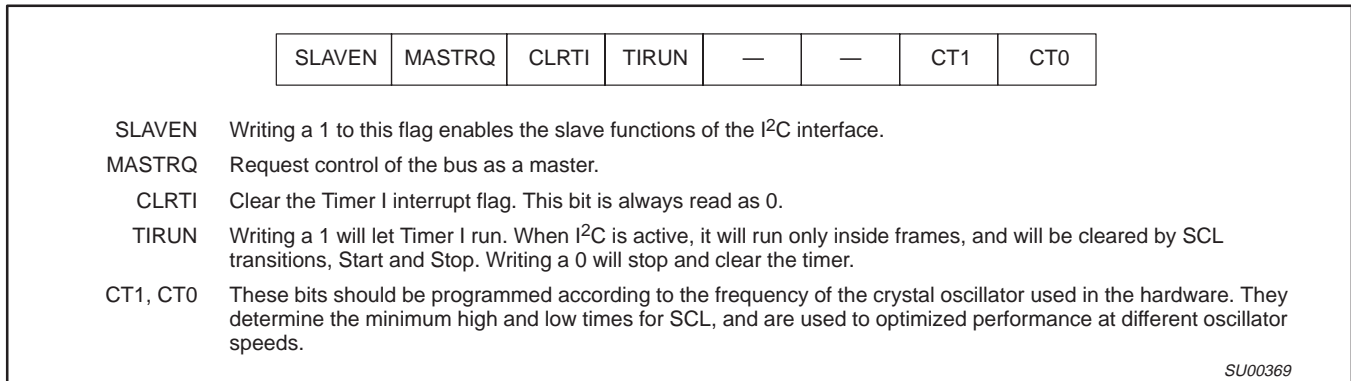 SLAVEN MASTRQ CLRTI TIRUN — — CT1 CT0
SLAVEN Writing a 1 to this flag enables the slave functions of the I2C interface.
MASTRQ Request control of the bus as a master.
CLRTI Clear the Timer I interrupt flag. This bit is always read as 0.
TIRUN Writing a 1 will let Timer I run. When I2C is active, it will run only inside frames, and will be cleared by SCL
transitions, Start and Stop. Writing a 0 will stop and clear the timer.
CT1, CT0 These bits should be programmed according to the frequency of the crystal oscillator used in the hardware. They
determine the minimum high and low times for SCL, and are used to optimized performance at different oscillator
speeds.
SU00369